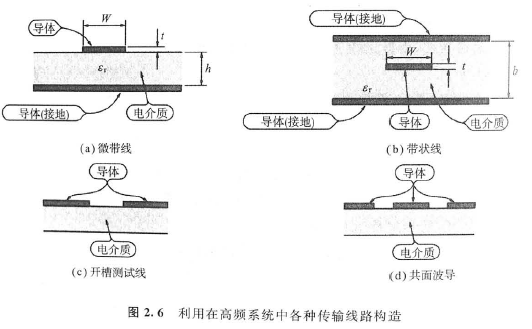 导体
W
t
h
εr
导体(接地)
电介质
(a) 微带线
导体(接地)
W
t
b
εr
导体(接地)
导体
电介质
(b) 带状线
导体
电介质
(c) 开槽测试线
导体
电介质
(d) 共面波导
图 2.6 利用在高频系统中各种传输线路构造